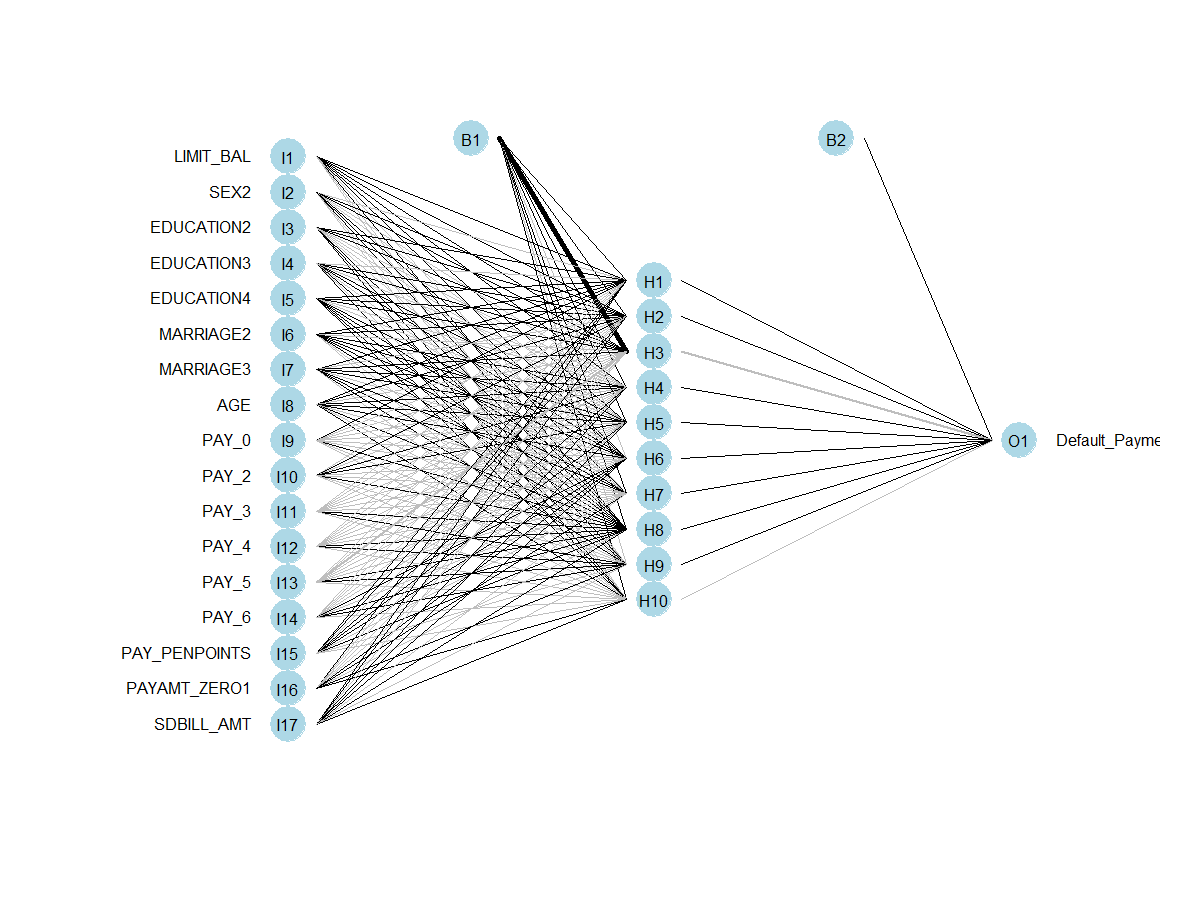 B1
B2
LIMIT_BAL I1
SEX2 I2
EDUCATION2 I3
EDUCATION3 I4
EDUCATION4 I5
MARRIAGE2 I6
MARRIAGE3 I7
AGE I8
PAY_0 I9
PAY_2 I10
PAY_3 I11
PAY_4 I12
PAY_5 I13
PAY_6 I14
PAY_PENPOINTS I15
PAYAMT_ZERO1 I16
SDBILL_AMT I17
H1
H2
H3
H4
H5
H6
H7
H8
H9
H10
O1 Default_Payme